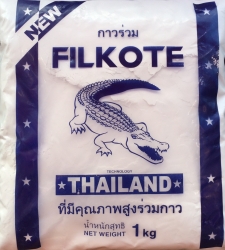 NEW
กาวร่วม
FILKOTE
TECHNOLOGY
THAILAND
ที่มีคุณภาพสูงร่วมกาว
น้ำหนักสุทธิ
NET WEIGHT 1 kg